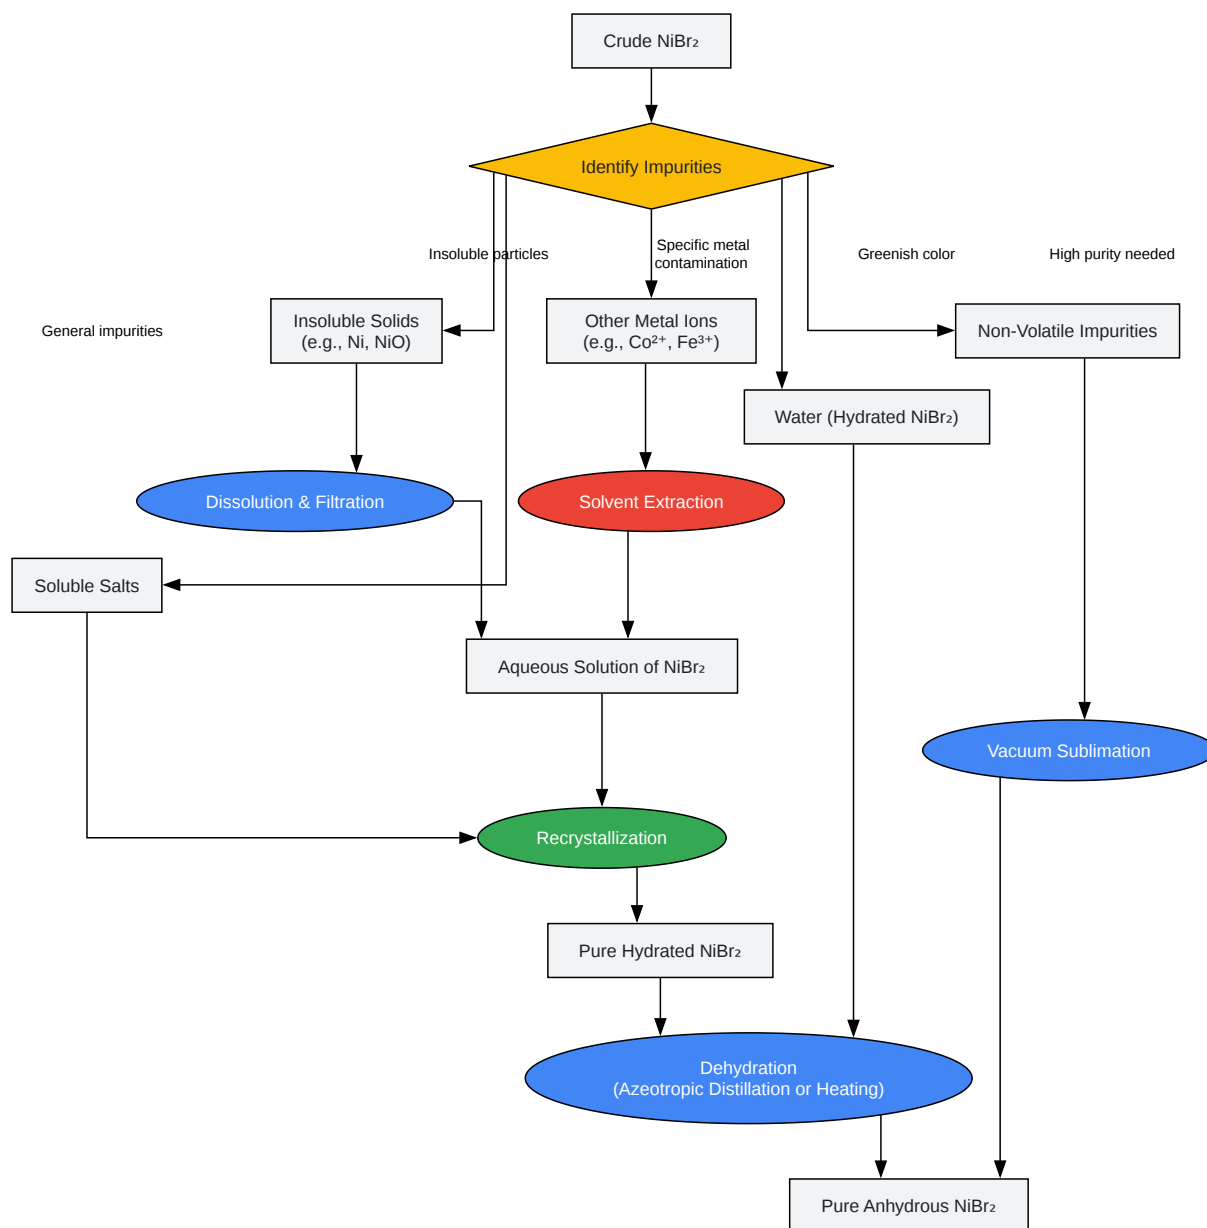 Crude NiBr₂
Identify Impurities
Insoluble particles
Specific metal
contamination
Greenish color
High purity needed
General impurities
Insoluble Solids
(e.g., Ni, NiO)
Other Metal Ions
(e.g., Co²⁺, Fe³⁺)
Non-Volatile Impurities
Water (Hydrated NiBr₂)
Dissolution & Filtration
Solvent Extraction
Soluble Salts
Aqueous Solution of NiBr₂
Vacuum Sublimation
Recrystallization
Pure Hydrated NiBr₂
Dehydration
(Azeotropic Distillation or Heating)
Pure Anhydrous NiBr₂